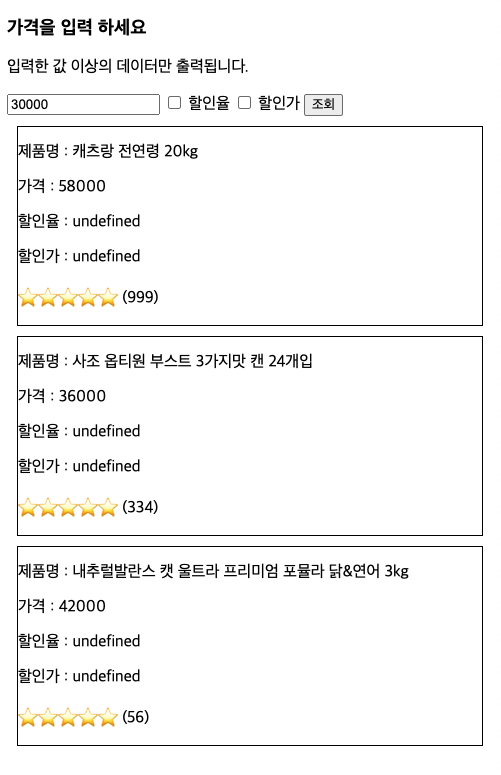 가격을 입력 하세요
입력한 값 이상의 데이터만 출력됩니다.
30000 할인율 할인가 조회
제품명 : 캐츠랑 전연령 20kg
가격 : 58000
할인율 : undefined
할인가 : undefined
(999)
제품명 : 사조 옵티원 부스트 3가지맛 캔 24개입
가격 : 36000
할인율 : undefined
할인가 : undefined
(334)
제품명 : 내추럴발란스 캣 울트라 프리미엄 포뮬라 닭&연어 3kg
가격 : 42000
할인율 : undefined
할인가 : undefined
(56)